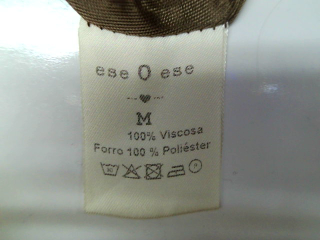 ese O ese
M
100% Viscosa
Forro 100 % Poliéster